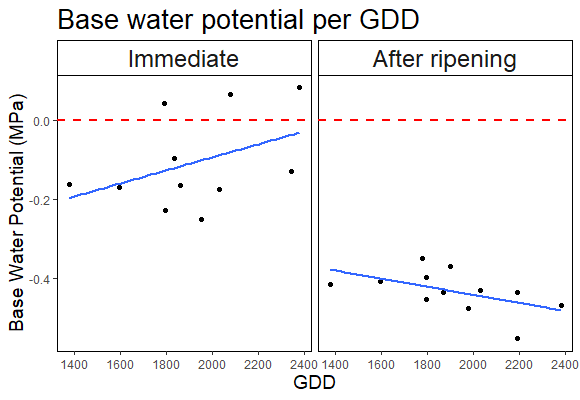 Base water potential per GDD
Immediate
After ripening
Base Water Potential (MPa)
0.0
-0.2
-0.4
1400 1600 1800 2000 2200 2400
1400 1600 1800 2000 2200 2400
GDD